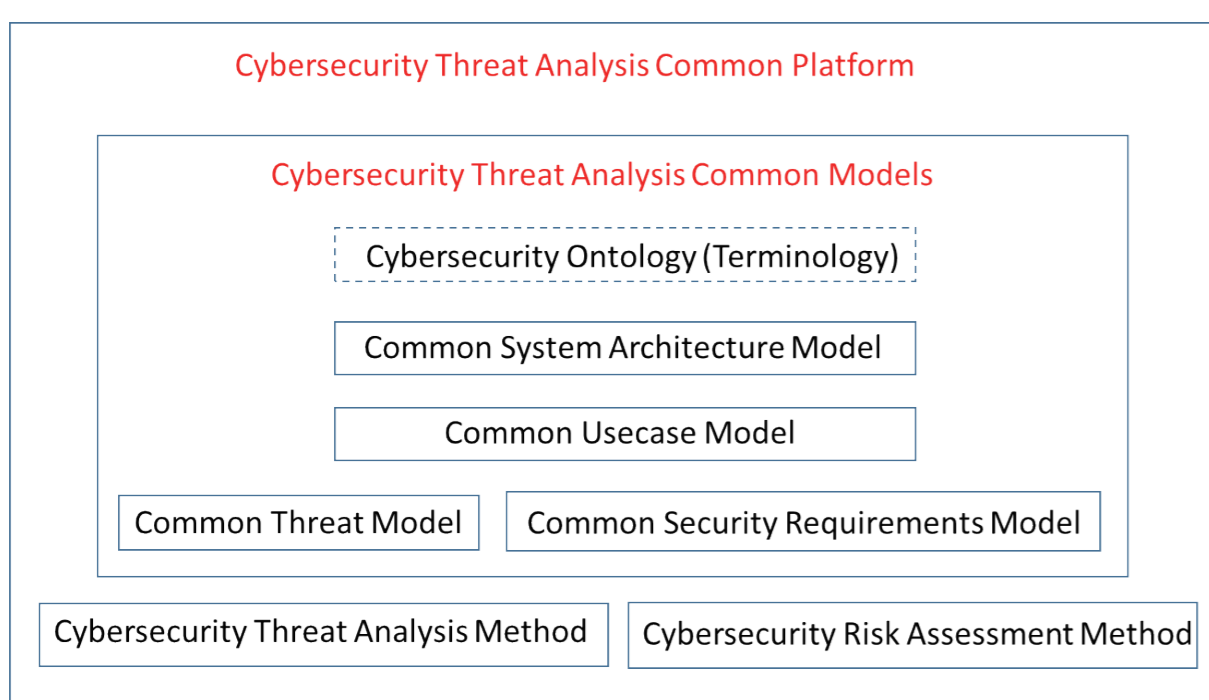 Cybersecurity Threat Analysis Common Platform
Cybersecurity Threat Analysis Common Models
Cybersecurity Ontology (Terminology)
Common System Architecture Model
Common Usecase Model
Common Threat Model
Common Security Requirements Model
Cybersecurity Threat Analysis Method
Cybersecurity Risk Assessment Method